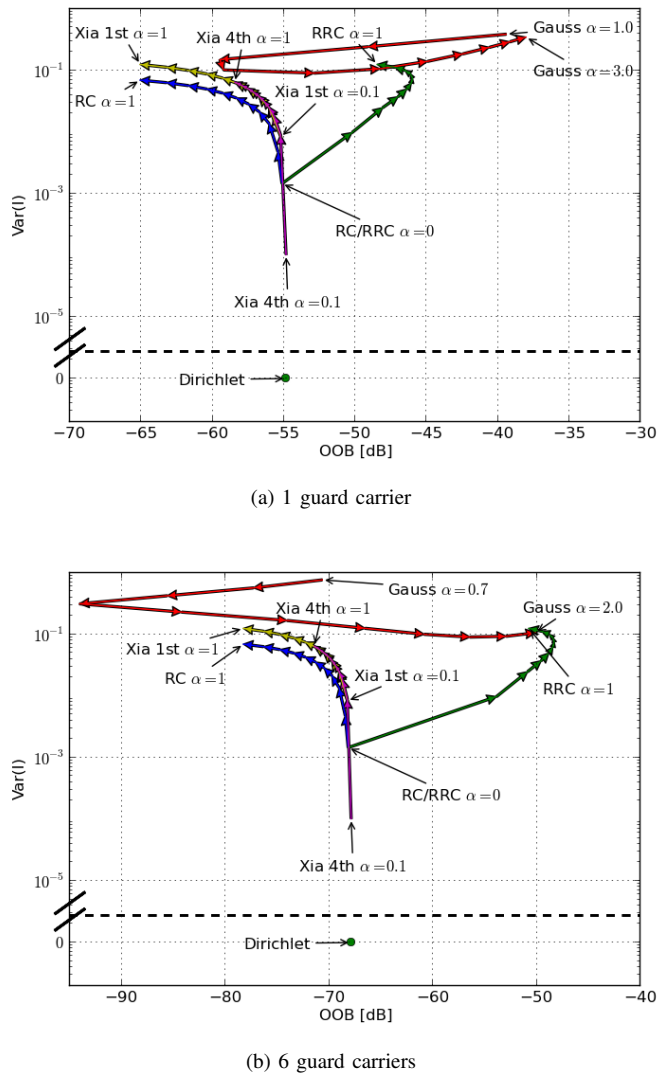 Xia 1st α=1
Xia 4th α=1
RRC α=1
Gauss α=1.0
Gauss α=3.0
RC α=1
Xia 1st α=0.1
RC/RRC α=0
Xia 4th α=0.1
Dirichlet
Var(I)
10⁻¹
10⁻³
10⁻⁵
0
−70 −65 −60 −55 −50 −45 −40 −35 −30
OOB [dB]
(a) 1 guard carrier
Gauss α=0.7
Xia 4th α=1
Gauss α=2.0
Xia 1st α=1
RC α=1
Xia 1st α=0.1
RRC α=1
RC/RRC α=0
Xia 4th α=0.1
Dirichlet
Var(I)
10⁻¹
10⁻³
10⁻⁵
0
−90 −80 −70 −60 −50 −40
OOB [dB]
(b) 6 guard carriers